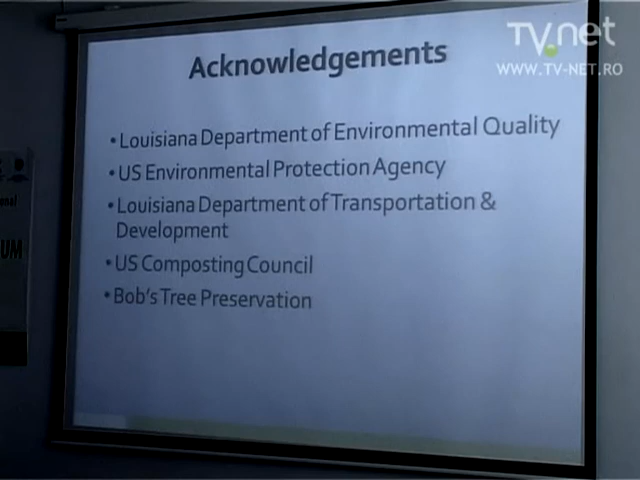 tv.net
WWW.TV-NET.RO
Acknowledgements
• Louisiana Department of Environmental Quality
• US Environmental Protection Agency
• Louisiana Department of Transportation &
Development
• US Composting Council
• Bob's Tree Preservation
UM